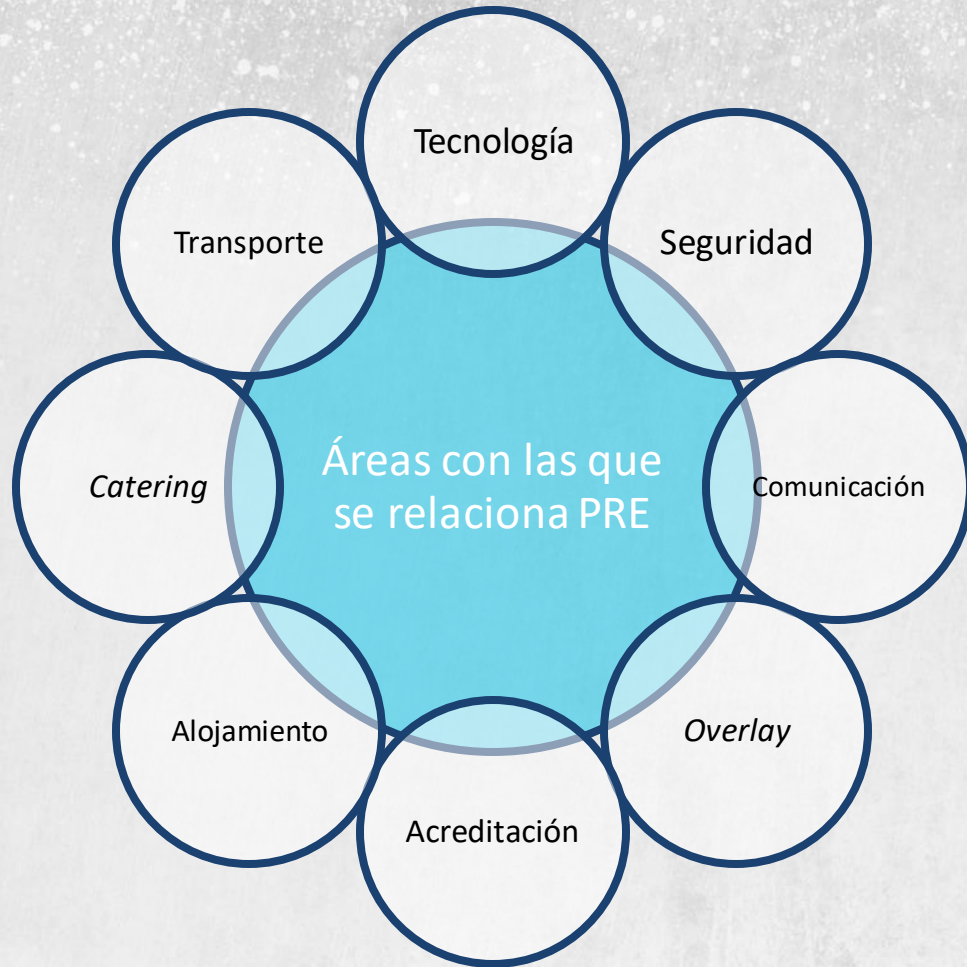 Tecnología
Transporte
Seguridad
Catering
Áreas con las que
se relaciona PRE
Comunicación
Alojamiento
Overlay
Acreditación